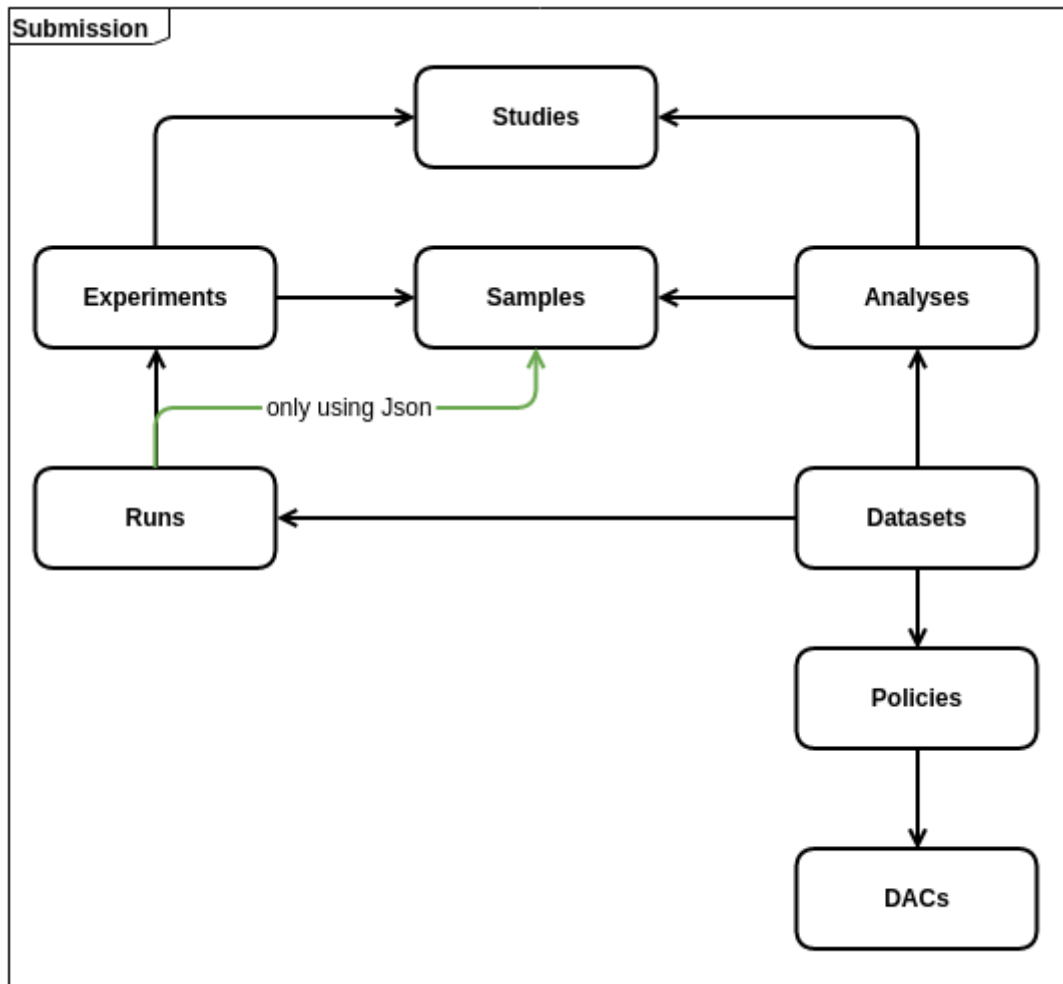 Submission
Studies
Experiments
Samples
Analyses
only using Json
Runs
Datasets
Policies
DACs